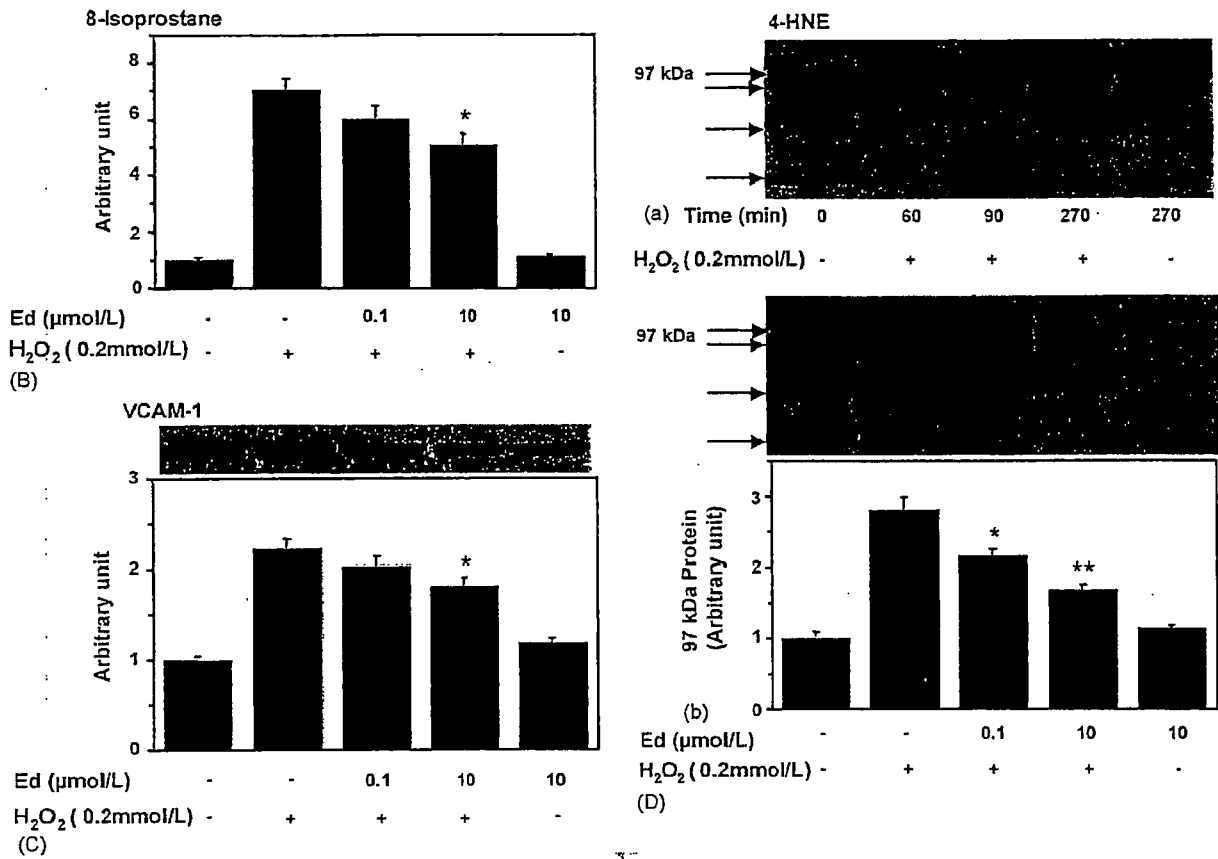 8-Isoprostane
8
6
4
2
0
Arbitrary unit
*
Ed (µmol/L) - - 0.1 10 10
H₂O₂ ( 0.2mmol/L) - + + + -
(B)
VCAM-1
3
2
1
0
Arbitrary unit
*
Ed (µmol/L) - - 0.1 10 10
H₂O₂ ( 0.2mmol/L) - + + + -
(C)
4-HNE
97 kDa
(a) Time (min) 0 60 90 270 270
H₂O₂ ( 0.2mmol/L) - + + + -
97 kDa
3
2
1
0
97 kDa Protein
(Arbitrary unit)
*
**
(b)
Ed (µmol/L) - - 0.1 10 10
H₂O₂ ( 0.2mmol/L) - + + + -
(D)